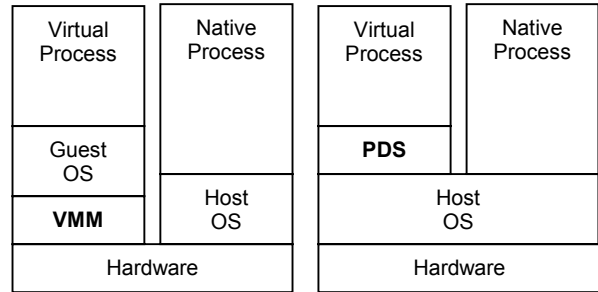 Virtual
Process
Native
Process
Guest
OS
VMM
Host
OS
Hardware
Virtual
Process
Native
Process
PDS
Host
OS
Hardware